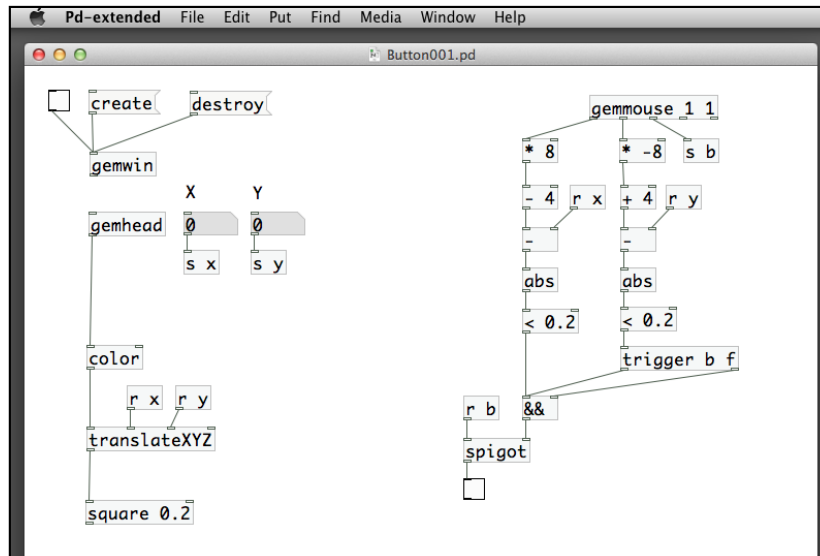 Pd-extended File Edit Put Find Media Window Help
Button001.pd
create
destroy
gemwin
X
Y
gemhead
0
0
s x
s y
color
r x
r y
translateXYZ
square 0.2
gemmouse 1 1
* 8
* -8
s b
- 4
r x
+ 4
r y
-
-
abs
abs
< 0.2
< 0.2
trigger b f
r b
&&
spigot